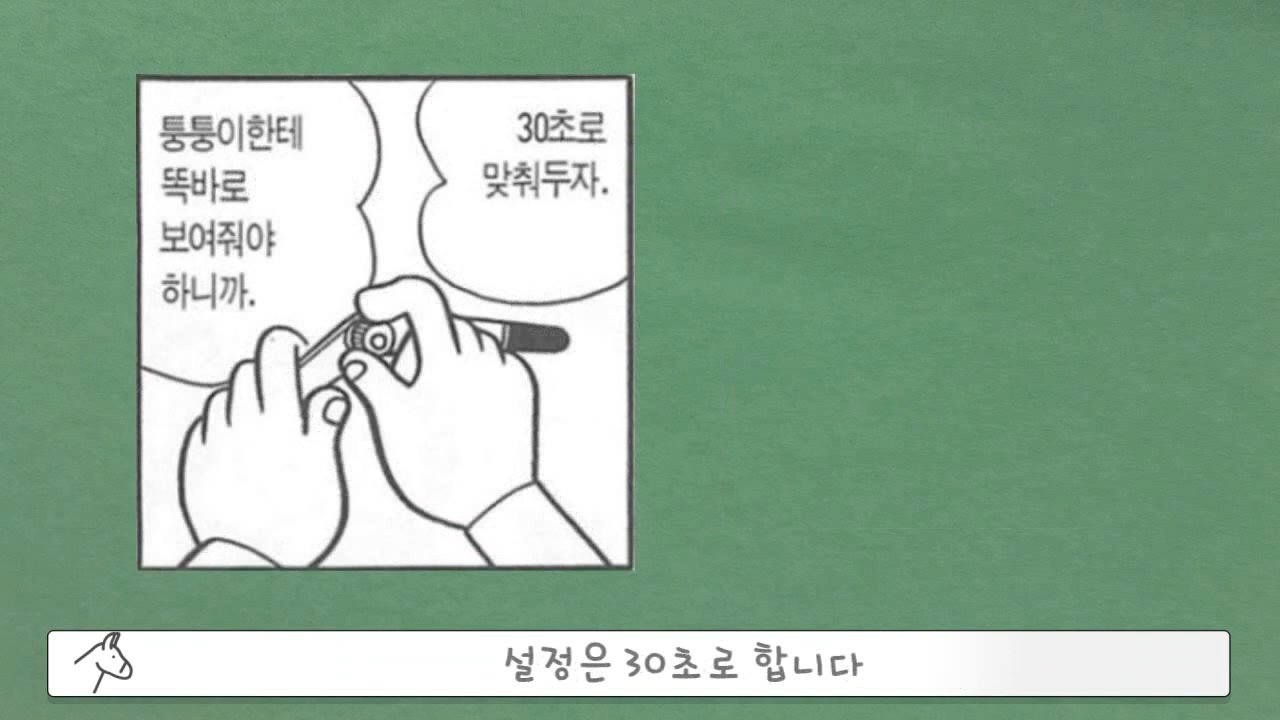 30초로
맞춰두자.
퉁퉁이한테
똑바로
보여줘야
하니까.
설정은 30초로 합니다